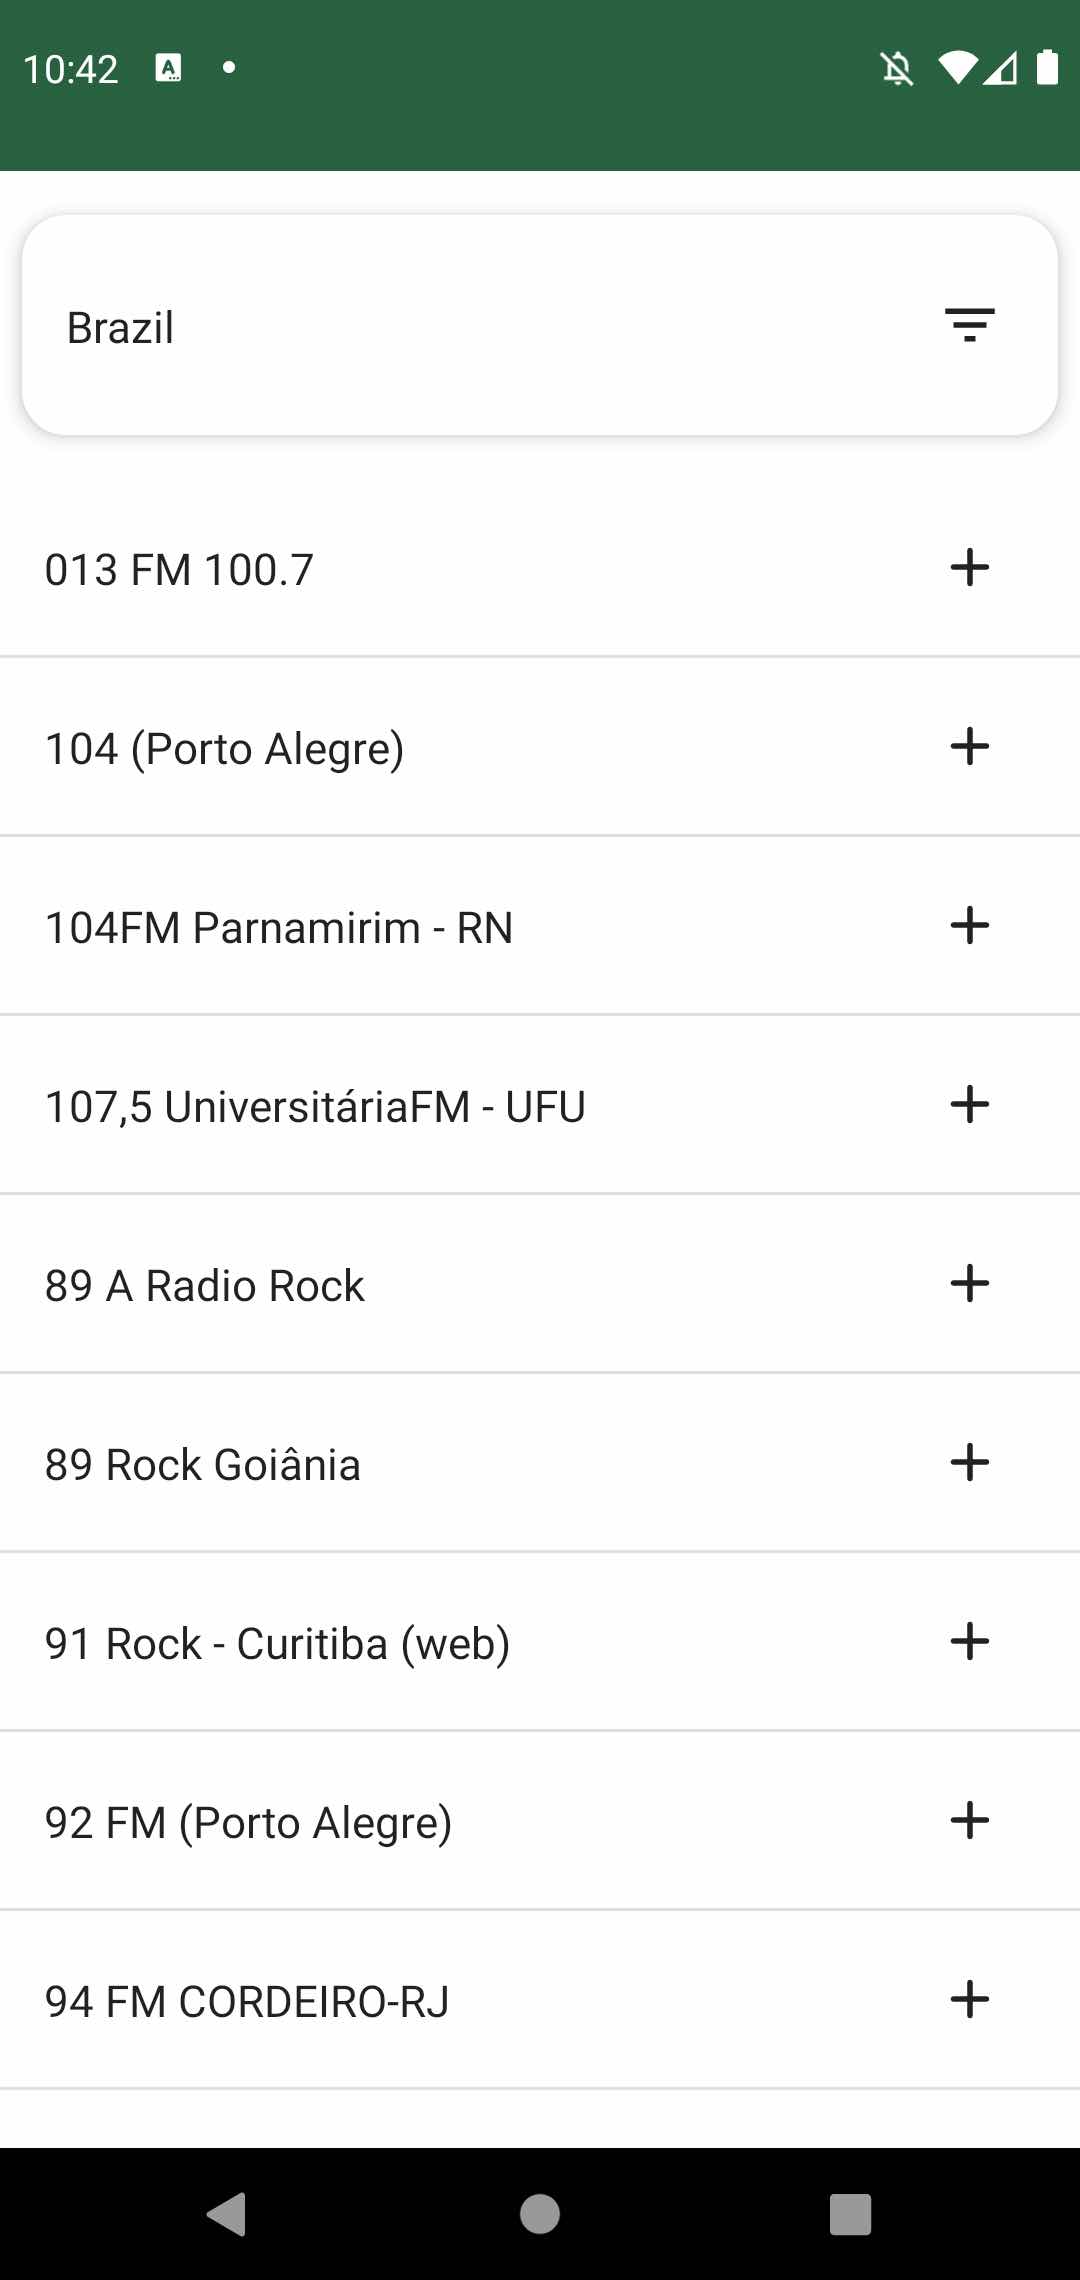 10:42
Brazil
013 FM 100.7
104 (Porto Alegre)
104FM Parnamirim - RN
107,5 UniversitáriaFM - UFU
89 A Radio Rock
89 Rock Goiânia
91 Rock - Curitiba (web)
92 FM (Porto Alegre)
94 FM CORDEIRO-RJ